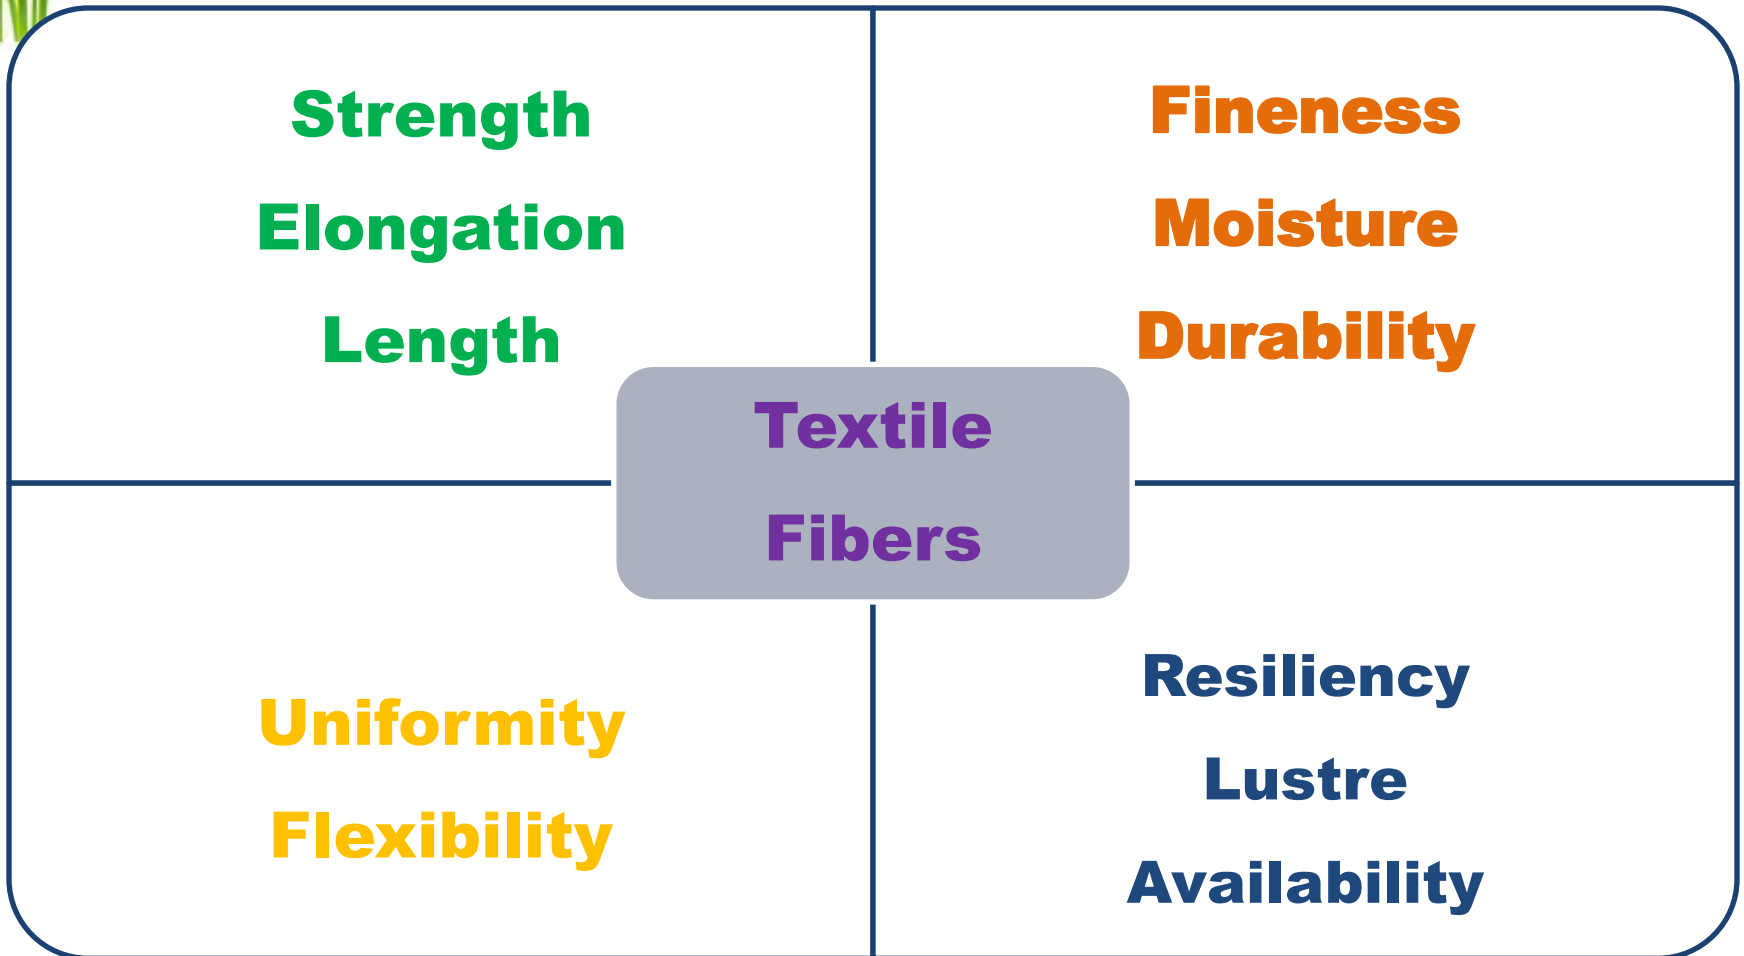 Strength
Elongation
Length
Fineness
Moisture
Durability
Textile
Fibers
Uniformity
Flexibility
Resiliency
Lustre
Availability